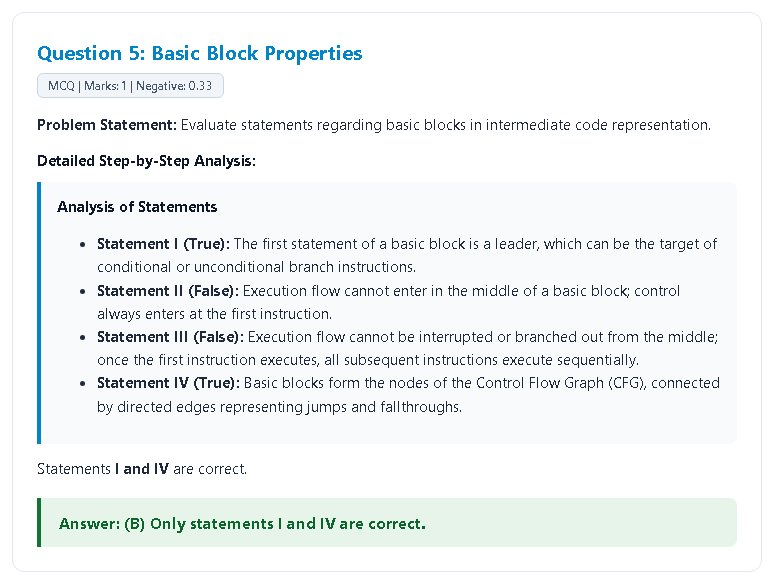 Question 5: Basic Block Properties
MCQ | Marks: 1 | Negative: 0.33
Problem Statement: Evaluate statements regarding basic blocks in intermediate code representation.
Detailed Step-by-Step Analysis:
Analysis of Statements
• Statement I (True): The first statement of a basic block is a leader, which can be the target of
conditional or unconditional branch instructions.
• Statement II (False): Execution flow cannot enter in the middle of a basic block; control
always enters at the first instruction.
• Statement III (False): Execution flow cannot be interrupted or branched out from the middle;
once the first instruction executes, all subsequent instructions execute sequentially.
• Statement IV (True): Basic blocks form the nodes of the Control Flow Graph (CFG), connected
by directed edges representing jumps and fallthroughs.
Statements I and IV are correct.
Answer: (B) Only statements I and IV are correct.